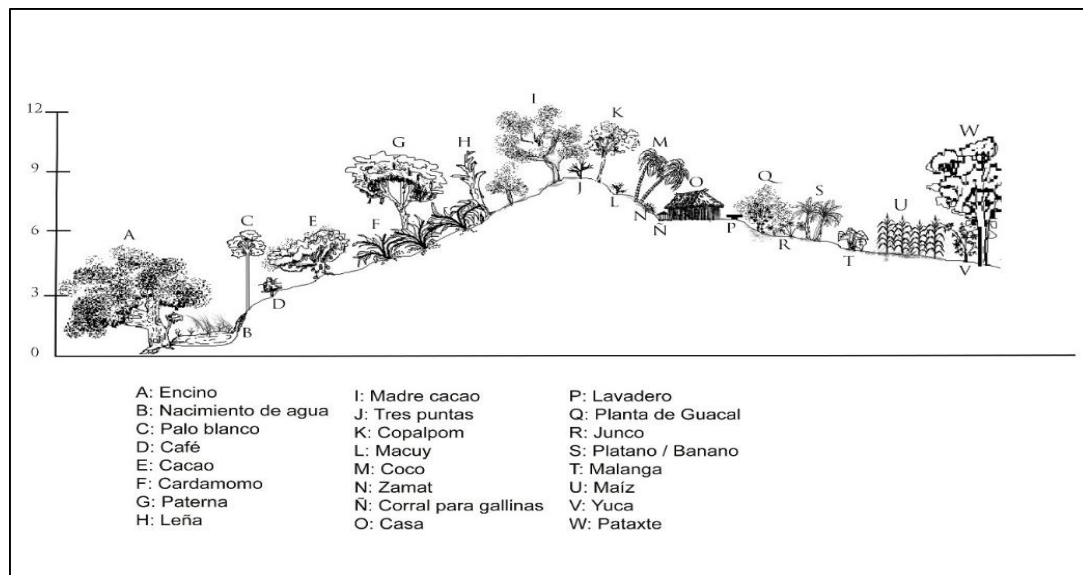 12
9
6
3
0
A
B
C
D
E
F
G
H
I
J
K
L
M
N
Ñ
O
P
Q
R
S
T
U
V
W
A: Encino
B: Nacimiento de agua
C: Palo blanco
D: Café
E: Cacao
F: Cardamomo
G: Paterna
H: Leña
I: Madre cacao
J: Tres puntas
K: Copalpom
L: Macuy
M: Coco
N: Zamat
Ñ: Corral para gallinas
O: Casa
P: Lavadero
Q: Planta de Guacal
R: Junco
S: Platano / Banano
T: Malanga
U: Maíz
V: Yuca
W: Pataxte